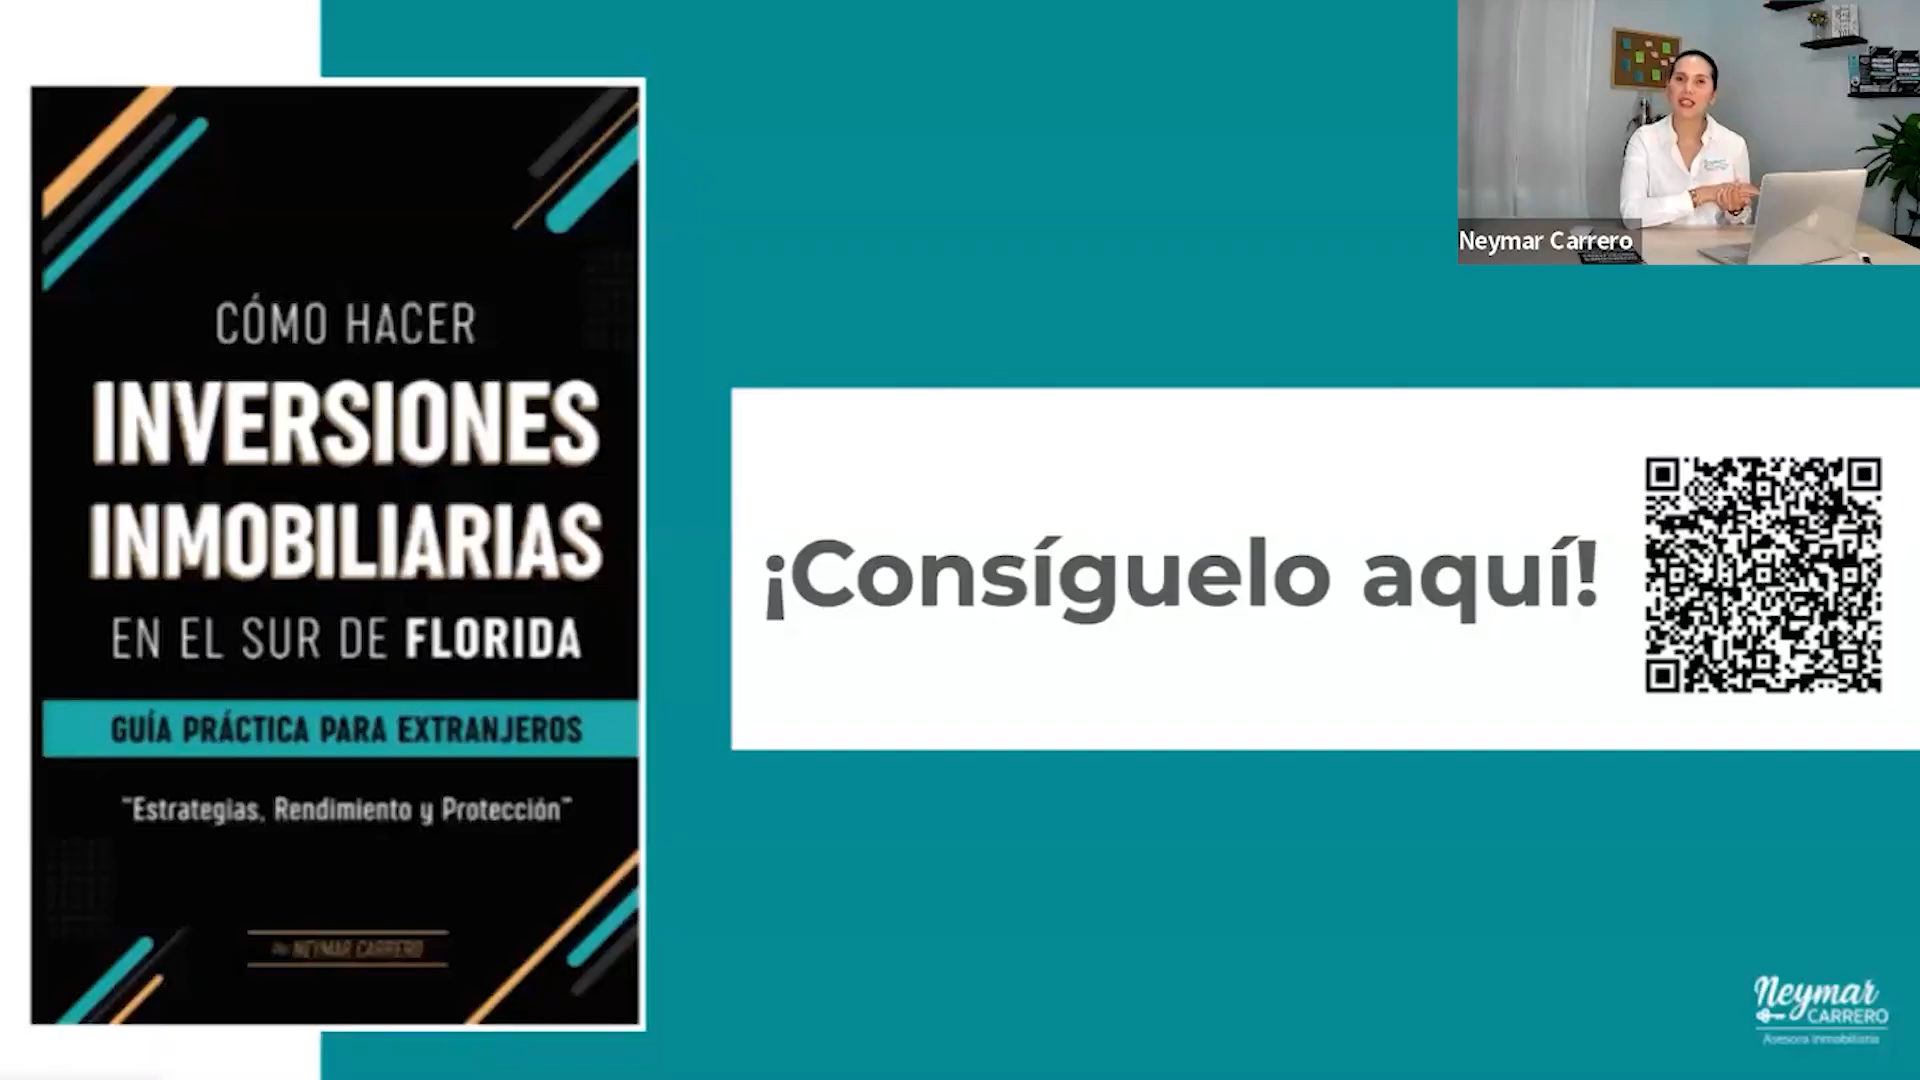 CÓMO HACER
INVERSIONES
INMOBILIARIAS
EN EL SUR DE FLORIDA
GUÍA PRÁCTICA PARA EXTRANJEROS
"Estrategias, Rendimiento y Protección"
Por NEYMAR CARRERO
¡Consíguelo aquí!
Neymar Carrero
Neymar
CARRERO
Asesora Inmobiliaria